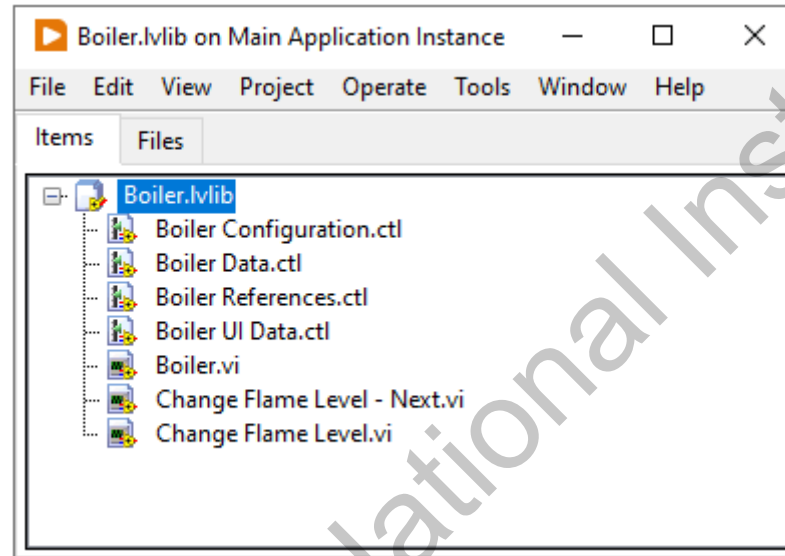 Boiler.lvlib on Main Application Instance
File Edit View Project Operate Tools Window Help
Items Files
Boiler.lvlib
Boiler Configuration.ctl
Boiler Data.ctl
Boiler References.ctl
Boiler UI Data.ctl
Boiler.vi
Change Flame Level - Next.vi
Change Flame Level.vi
ational Inst